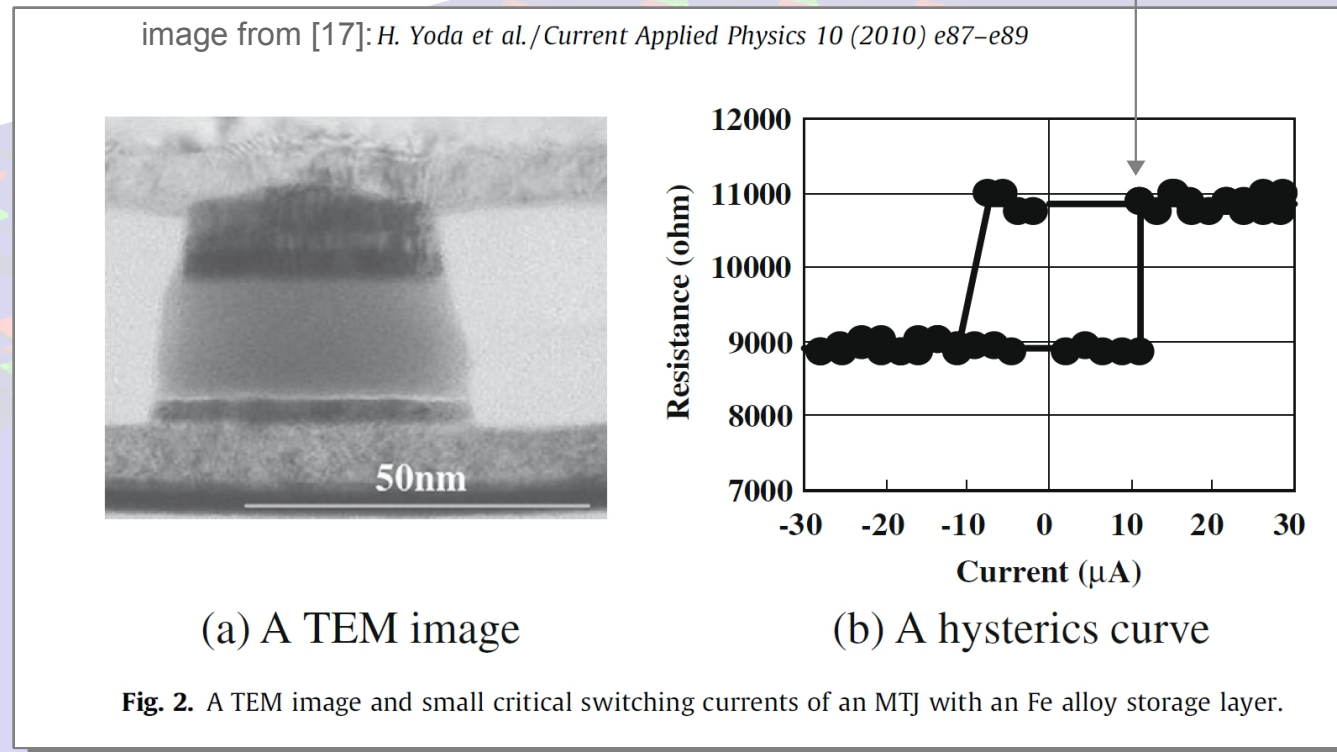 image from [17]: H. Yoda et al. / Current Applied Physics 10 (2010) e87–e89
50nm
12000
11000
10000
9000
8000
7000
Resistance (ohm)
-30 -20 -10 0 10 20 30
Current (μA)
(a) A TEM image
(b) A hysterics curve
Fig. 2. A TEM image and small critical switching currents of an MTJ with an Fe alloy storage layer.